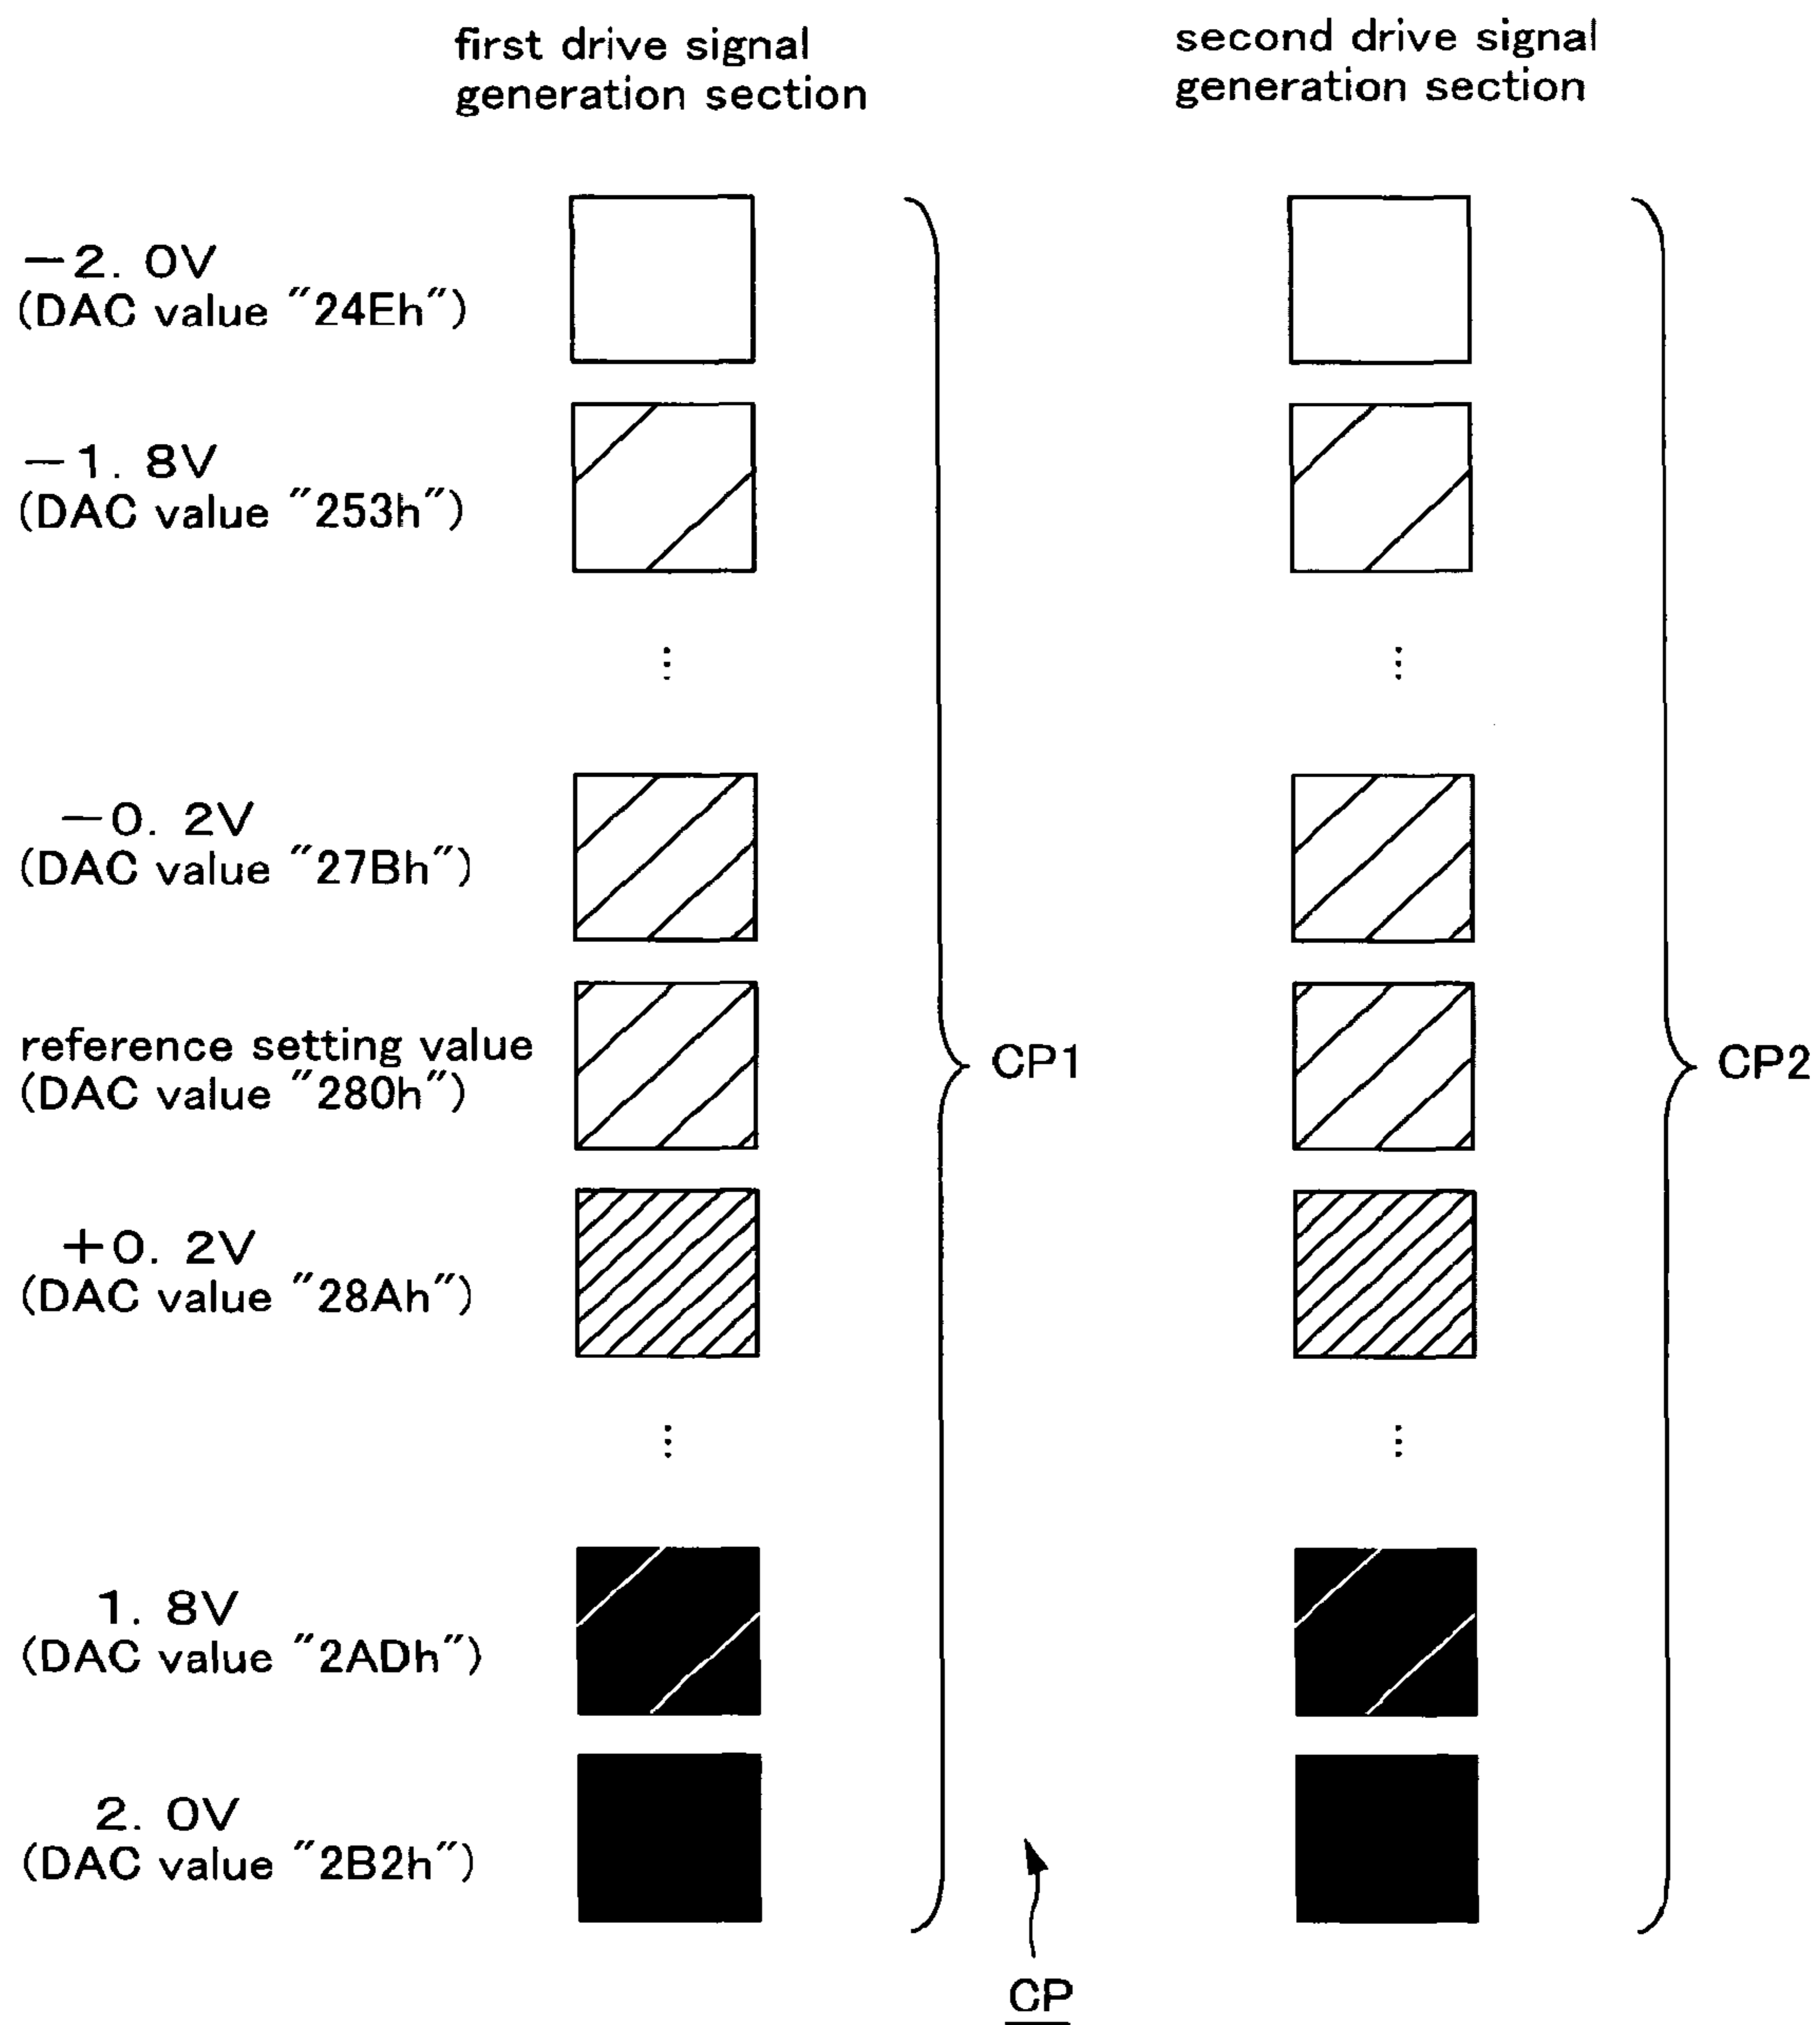 first drive signal
generation section
second drive signal
generation section
−2. 0V
(DAC value "24Eh")
−1. 8V
(DAC value "253h")
−0. 2V
(DAC value "27Bh")
reference setting value
(DAC value "280h")
CP1
CP2
+0. 2V
(DAC value "28Ah")
1. 8V
(DAC value "2ADh")
2. 0V
(DAC value "2B2h")
CP